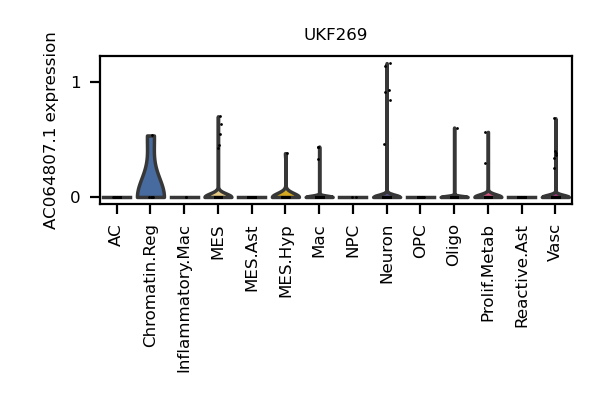 UKF269
AC064807.1 expression
1
0
AC
Chromatin.Reg
Inflammatory.Mac
MES
MES.Ast
MES.Hyp
Mac
NPC
Neuron
OPC
Oligo
Prolif.Metab
Reactive.Ast
Vasc